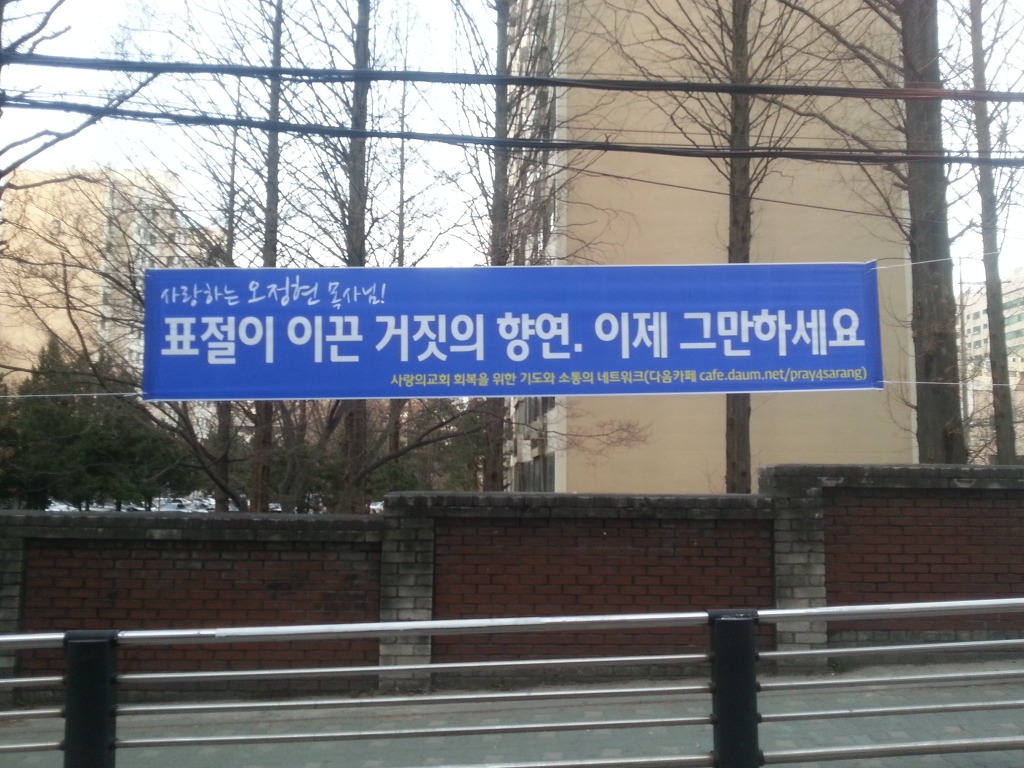 사랑하는 오정현 목사님!
표절이 이끈 거짓의 향연. 이제 그만하세요
사랑의교회 회복을 위한 기도와 소통의 네트워크(다음카페 cafe.daum.net/pray4sarang)